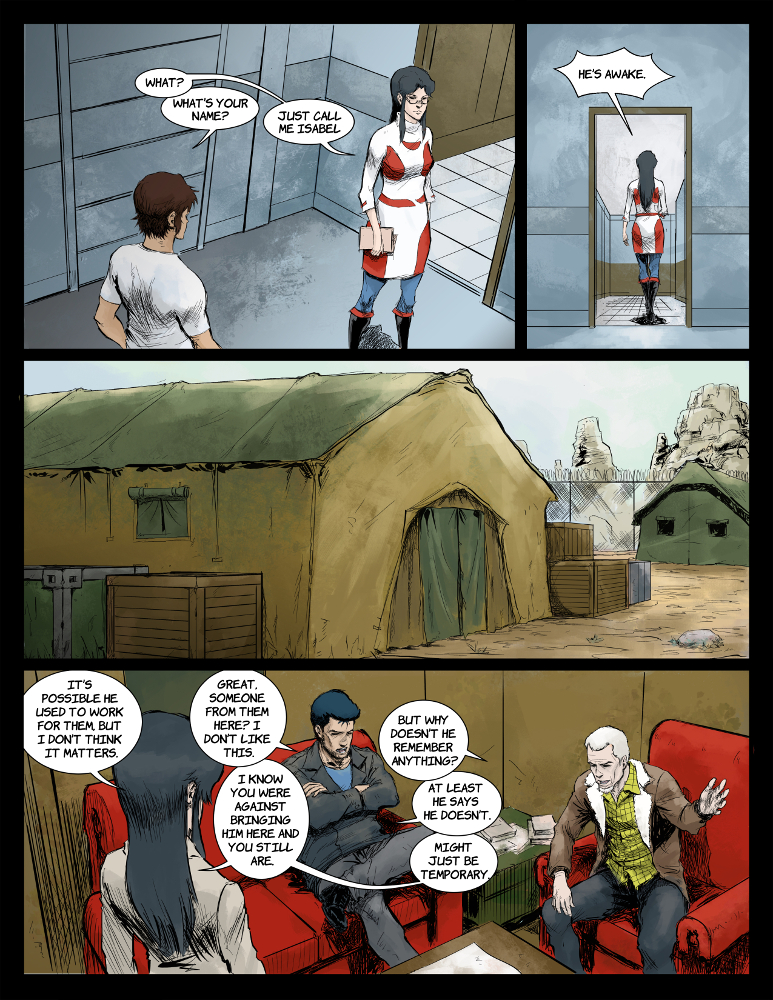 WHAT?
WHAT'S YOUR
NAME?
JUST CALL
ME ISABEL
HE'S AWAKE.
IT'S
POSSIBLE HE
USED TO WORK
FOR THEM, BUT
I DON'T THINK
IT MATTERS.
GREAT,
SOMEONE
FROM THEM
HERE? I
DON'T LIKE
THIS.
I KNOW
YOU WERE
AGAINST
BRINGING
HIM HERE AND
YOU STILL
ARE.
BUT WHY
DOESN'T HE
REMEMBER
ANYTHING?
AT LEAST
HE SAYS
HE DOESN'T.
MIGHT
JUST BE
TEMPORARY.